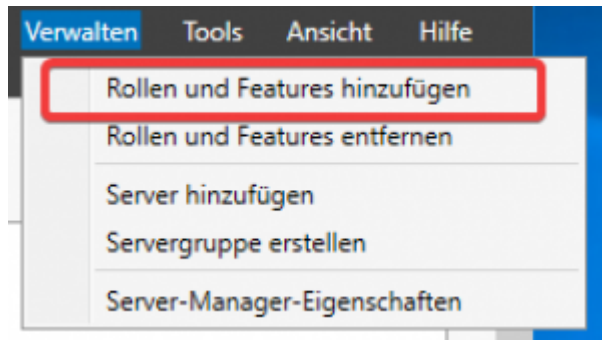 Verwalten Tools Ansicht Hilfe
Rollen und Features hinzufügen
Rollen und Features entfernen
Server hinzufügen
Servergruppe erstellen
Server-Manager-Eigenschaften